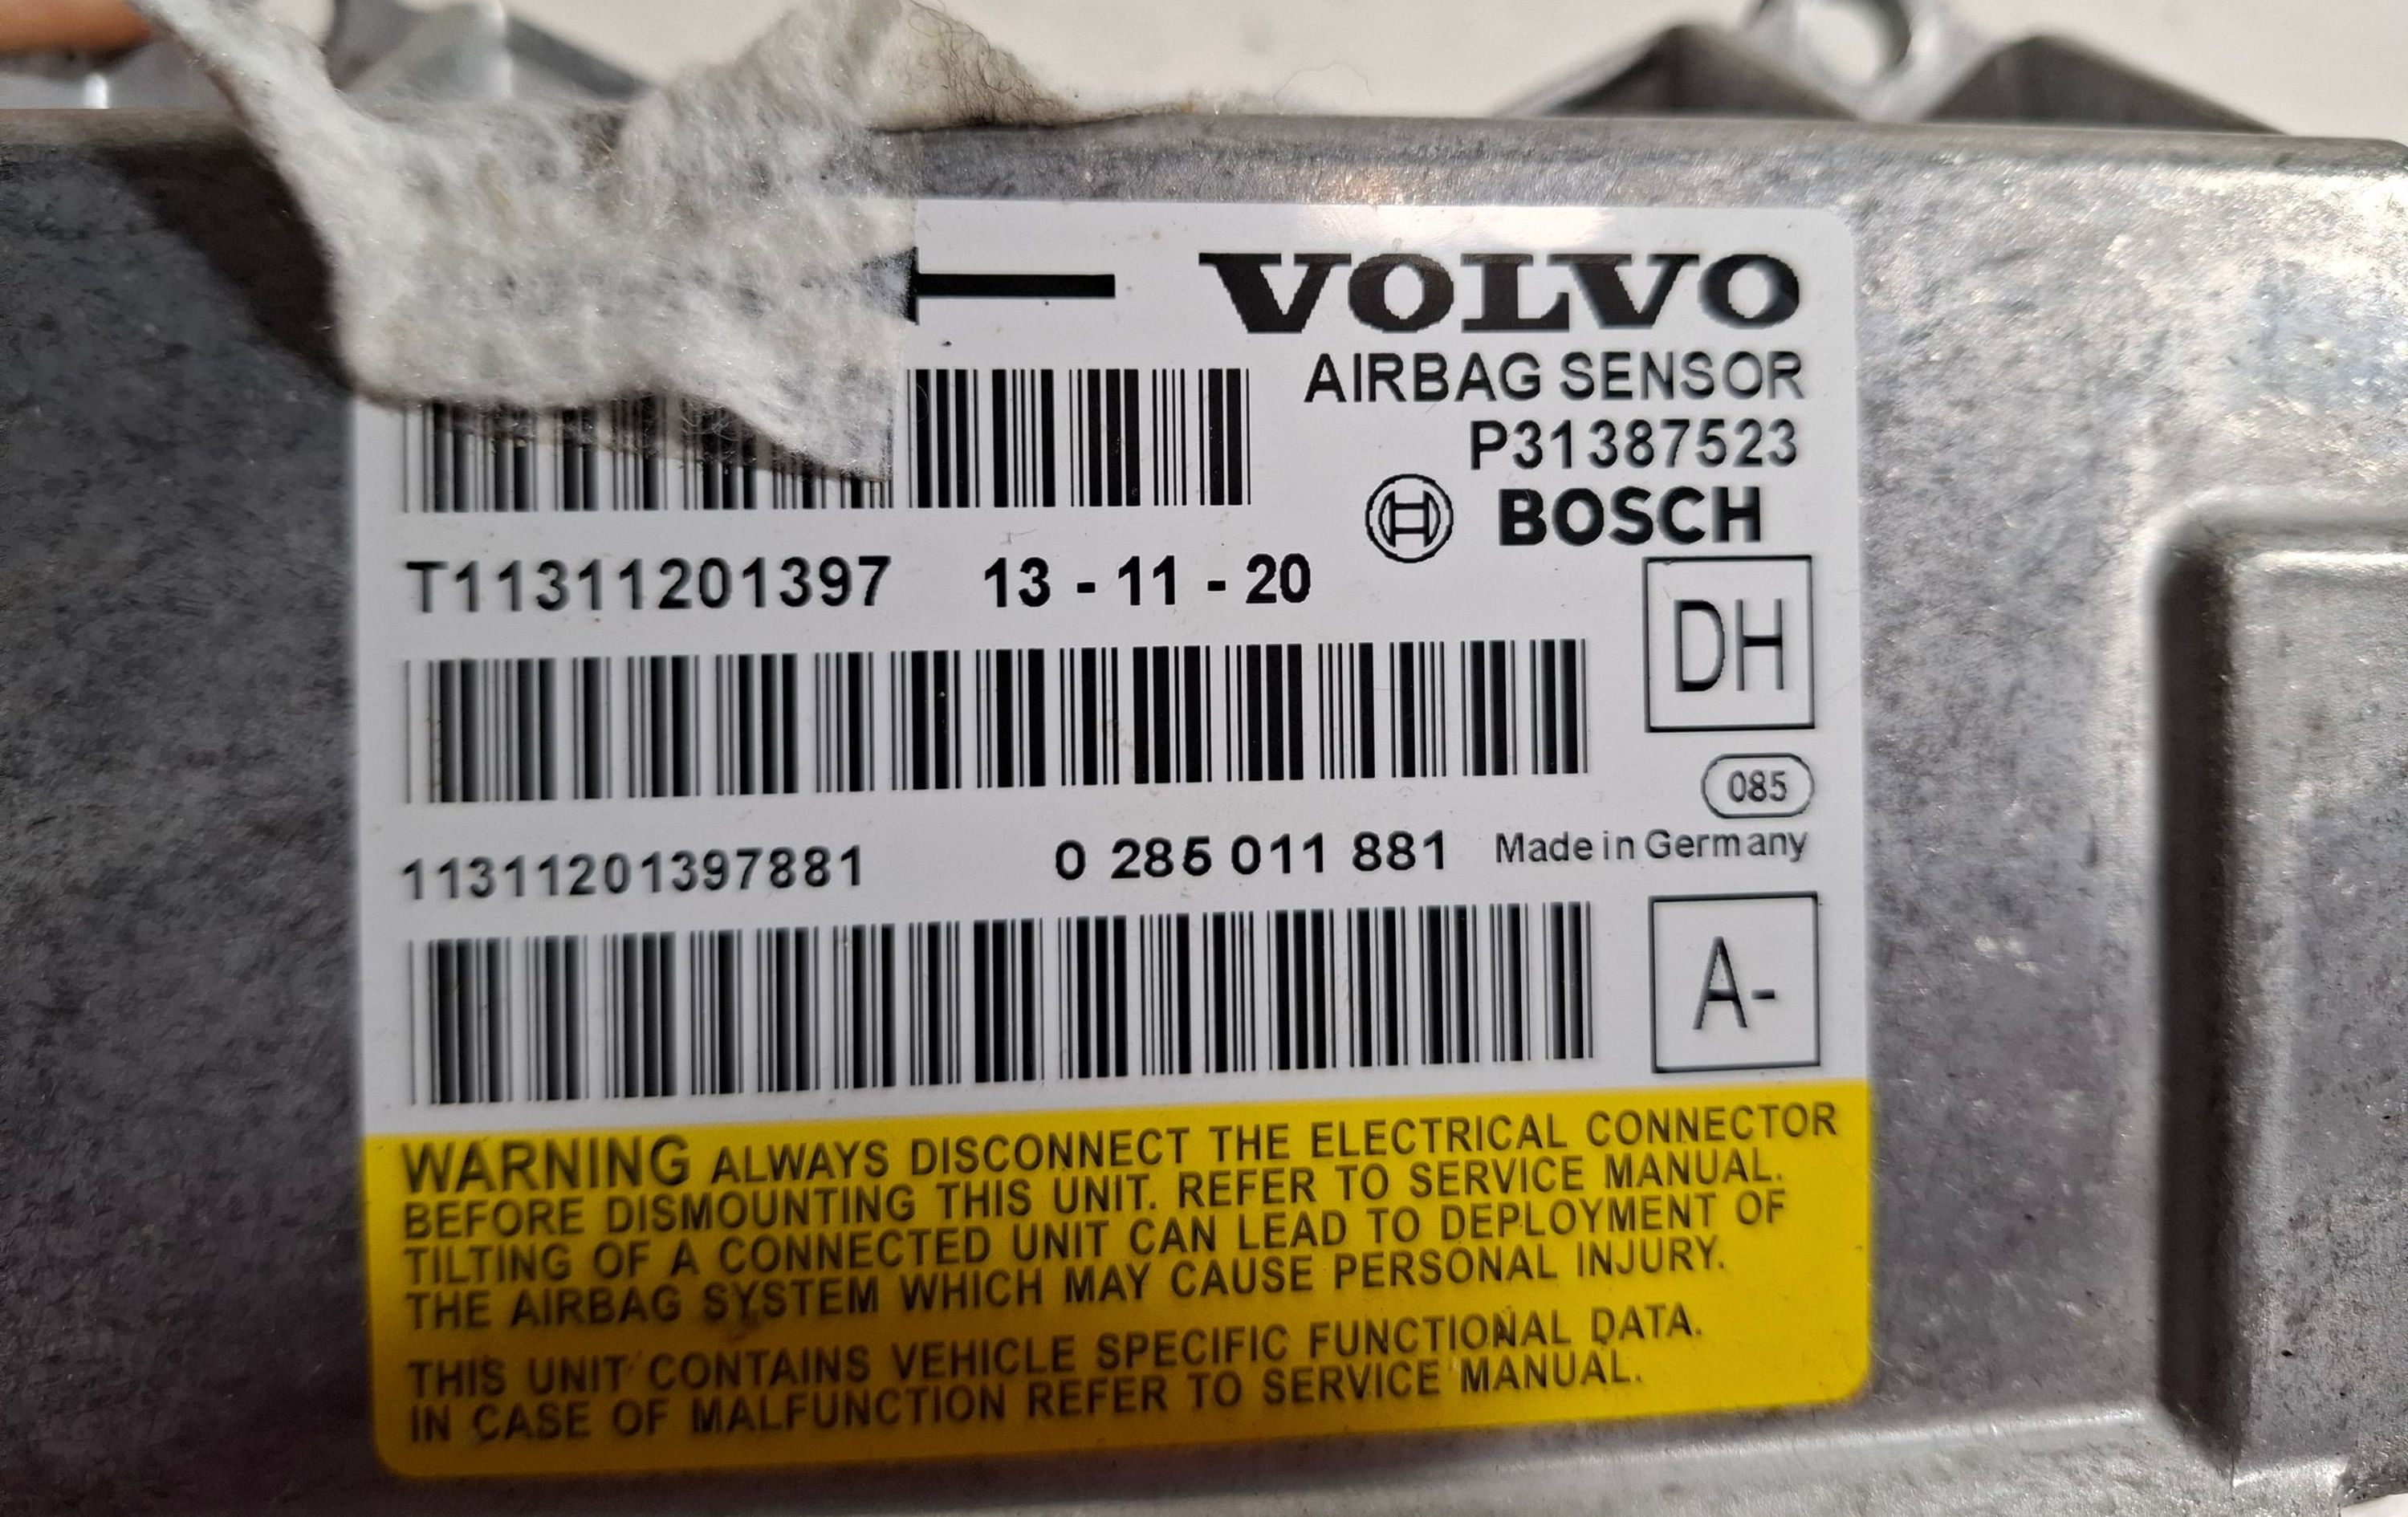 VOLVO
AIRBAG SENSOR
P31387523
BOSCH
T11311201397 13 - 11 - 20
DH
085
11311201397881 0 285 011 881 Made in Germany
A-
WARNING ALWAYS DISCONNECT THE ELECTRICAL CONNECTOR
BEFORE DISMOUNTING THIS UNIT. REFER TO SERVICE MANUAL.
TILTING OF A CONNECTED UNIT CAN LEAD TO DEPLOYMENT OF
THE AIRBAG SYSTEM WHICH MAY CAUSE PERSONAL INJURY.
THIS UNIT CONTAINS VEHICLE SPECIFIC FUNCTIONAL DATA.
IN CASE OF MALFUNCTION REFER TO SERVICE MANUAL.